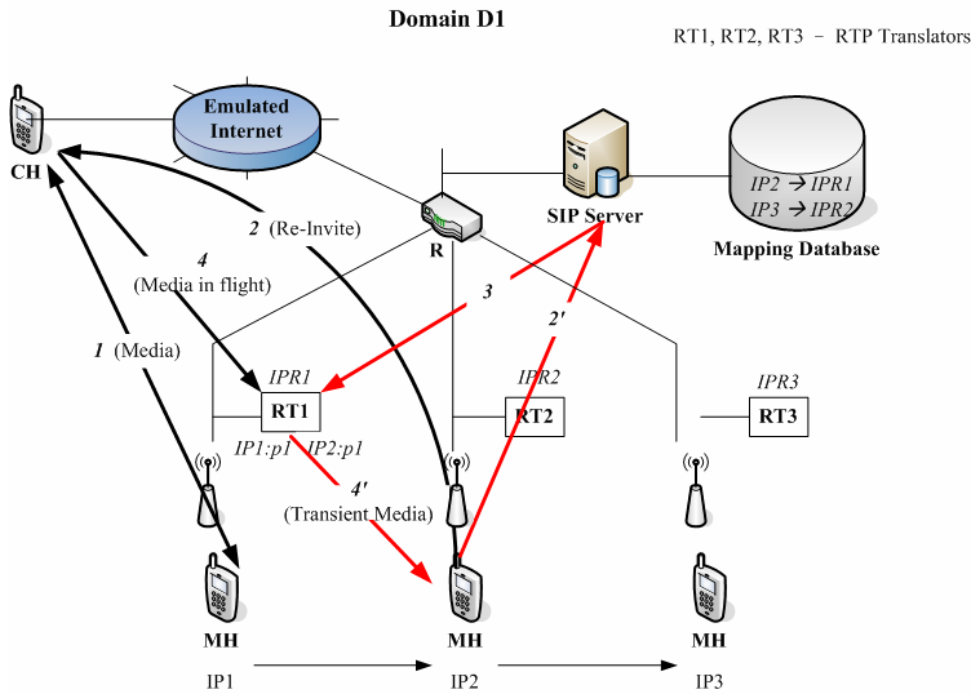 Domain D1
RT1, RT2, RT3 – RTP Translators
Emulated
Internet
CH
SIP Server
IP2 → IPR1
IP3 → IPR2
Mapping Database
R
2 (Re-Invite)
4
(Media in flight)
3
2'
1 (Media)
IPR1
RT1
IP1:p1 IP2:p1
IPR2
RT2
IPR3
RT3
4'
(Transient Media)
MH
MH
MH
IP1
IP2
IP3